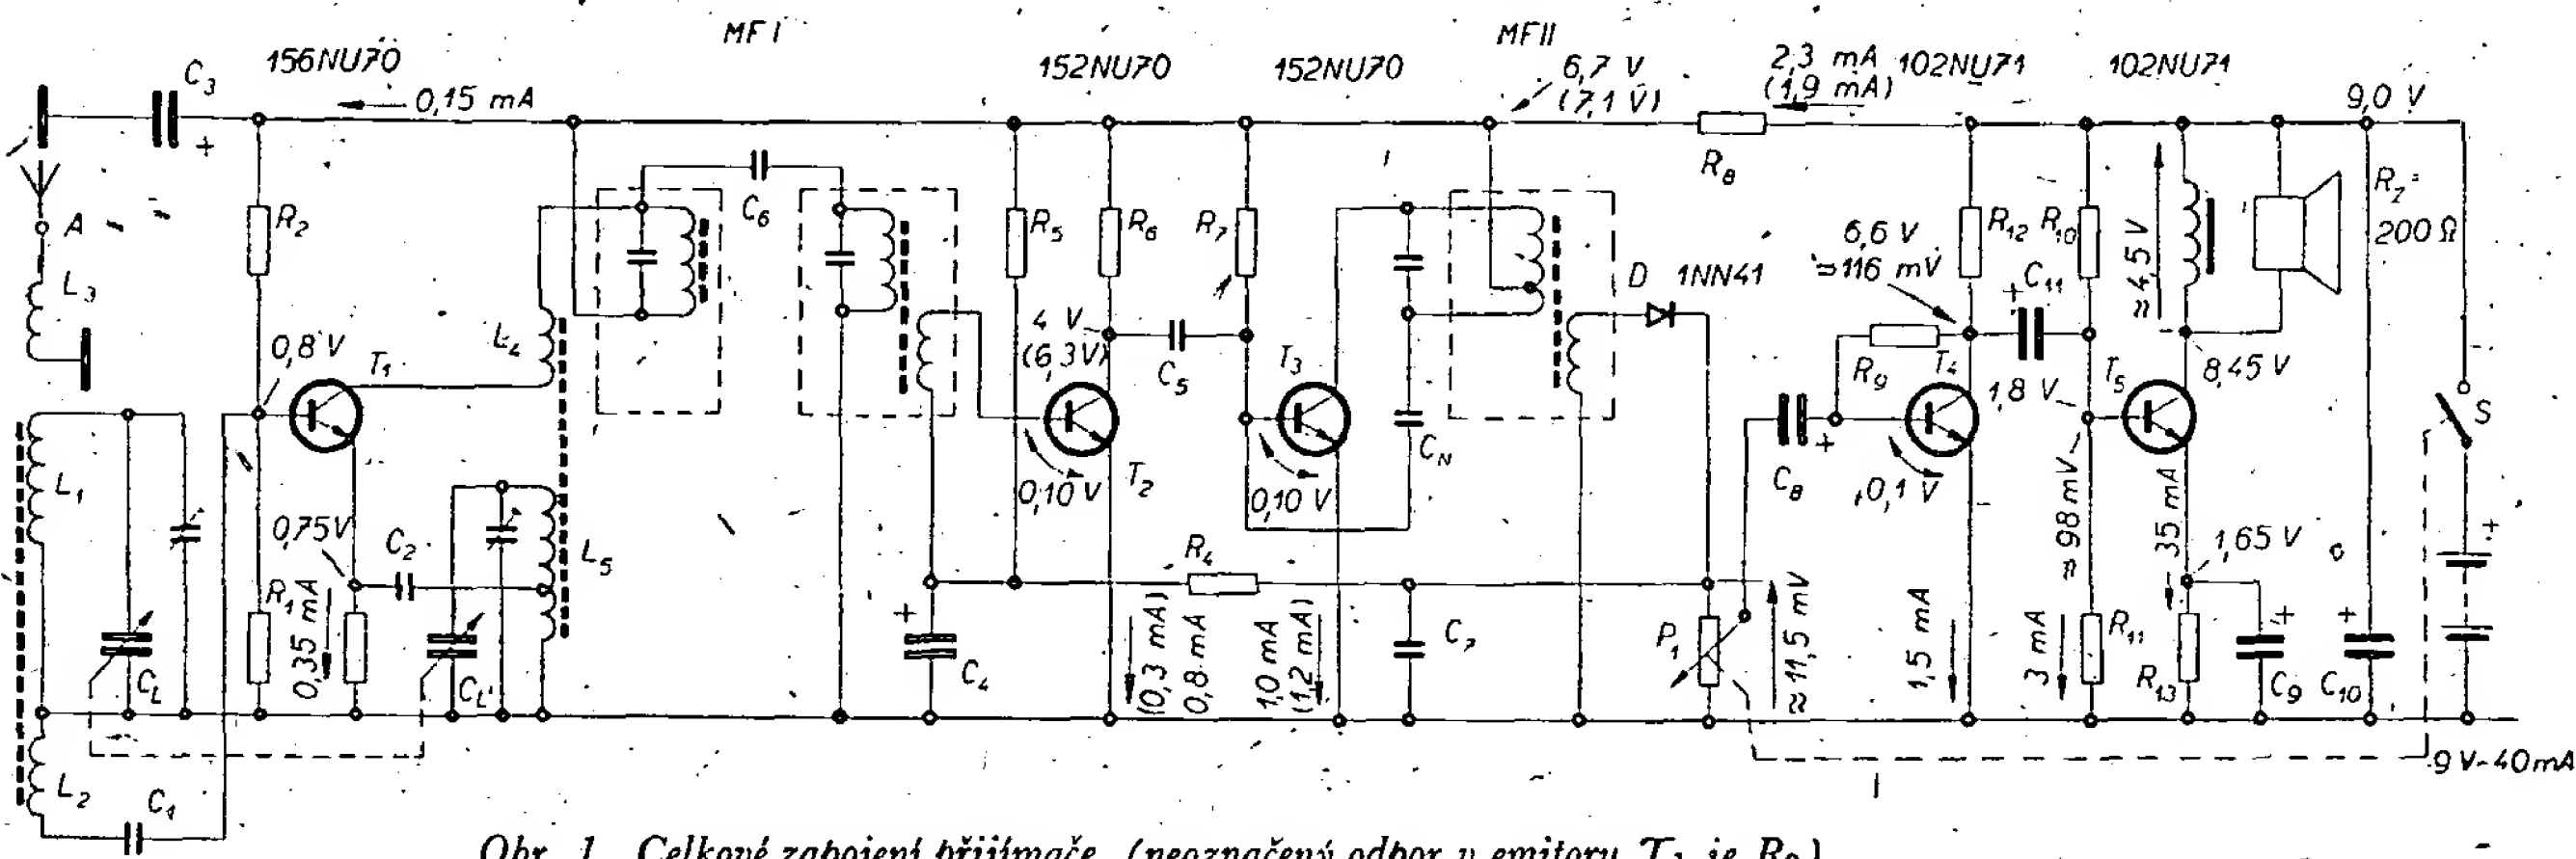 MF I
MFII
156NU70
152NU70
152NU70
6,7 V
(7,1 V)
2,3 mA
(1,9 mA)
102NU71
102NU71
9,0 V
C3
+
0,15 mA
A
L3
R2
C6
R5
R6
R7
R8
6,6 V
≈116 mV
R12
R10
≈4,5 V
Rz =
200 Ω
D 1NN41
C11
+
0,8 V
T1
L4
4 V
(6,3V)
C5
T3
R9
T4
1,8 V
T5
8,45 V
S
L1
CN
C8
+
0,10 V
T2
0,10 V
0,1 V
≈98 mV
35 mA
1,65 V
+
0,75V
C2
L5
R4
R1
0,35 mA
CL
CL'
+
C4
(0,3 mA)
0,8 mA
1,0 mA
(1,2 mA)
C7
P1
≈11,5 mV
1,5 mA
3 mA
R11
R13
+
C9
+
C10
L2
C1
9 V-40mA
Obr. 1. Celkové zapojení přijímače (neoznačený odpor v emitoru T1 je R3)